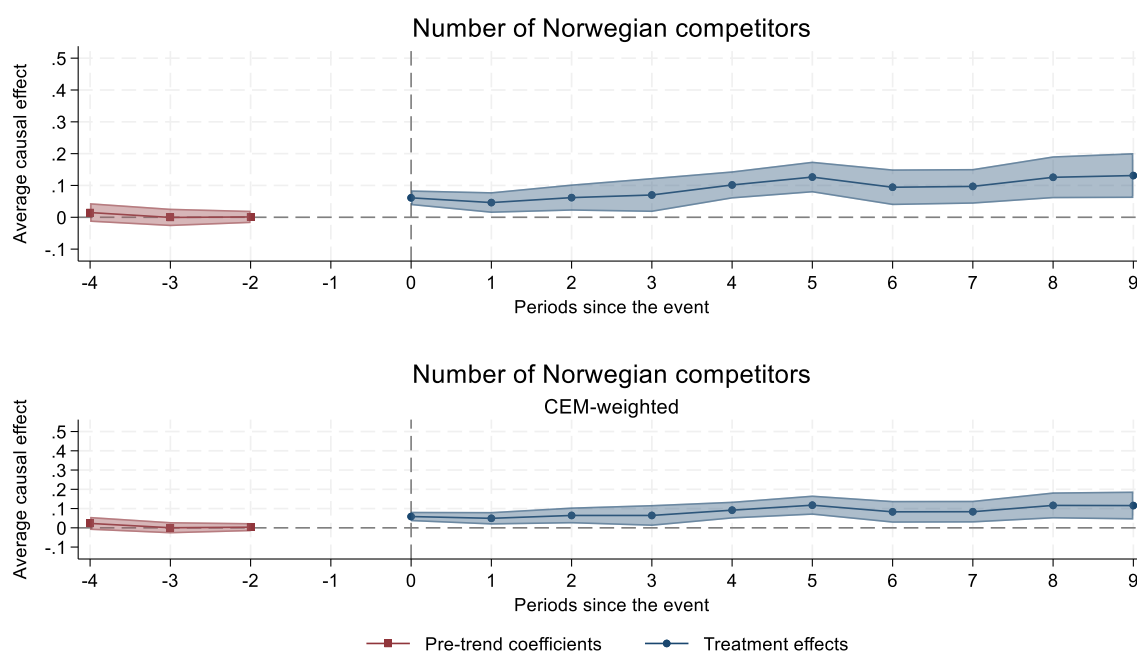 Number of Norwegian competitors
Average causal effect
.5
.4
.3
.2
.1
0
-.1
-4 -3 -2 -1 0 1 2 3 4 5 6 7 8 9
Periods since the event
Number of Norwegian competitors
CEM-weighted
Average causal effect
.5
.4
.3
.2
.1
0
-.1
-4 -3 -2 -1 0 1 2 3 4 5 6 7 8 9
Periods since the event
Pre-trend coefficients Treatment effects